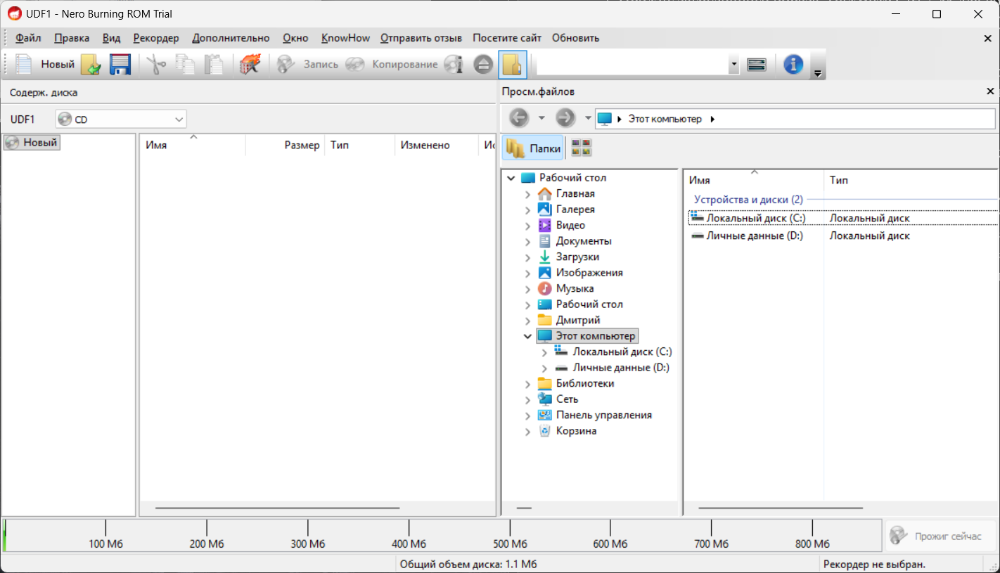 UDF1 - Nero Burning ROM Trial
Файл Правка Вид Рекордер Дополнительно Окно KnowHow Отправить отзыв Посетите сайт Обновить
Новый Запись Копирование
Содерж. диска
UDF1 CD
Новый
Имя Размер Тип Изменено Ис
Просм.файлов
Этот компьютер
Папки
Рабочий стол
Главная
Галерея
Видео
Документы
Загрузки
Изображения
Музыка
Рабочий стол
Дмитрий
Этот компьютер
Локальный диск (C:)
Личные данные (D:)
Библиотеки
Сеть
Панель управления
Корзина
Имя Тип
Устройства и диски (2)
Локальный диск (C:) Локальный диск
Личные данные (D:) Локальный диск
100 Мб 200 Мб 300 Мб 400 Мб 500 Мб 600 Мб 700 Мб 800 Мб
Прожиг сейчас
Общий объем диска: 1.1 Мб
Рекордер не выбран.